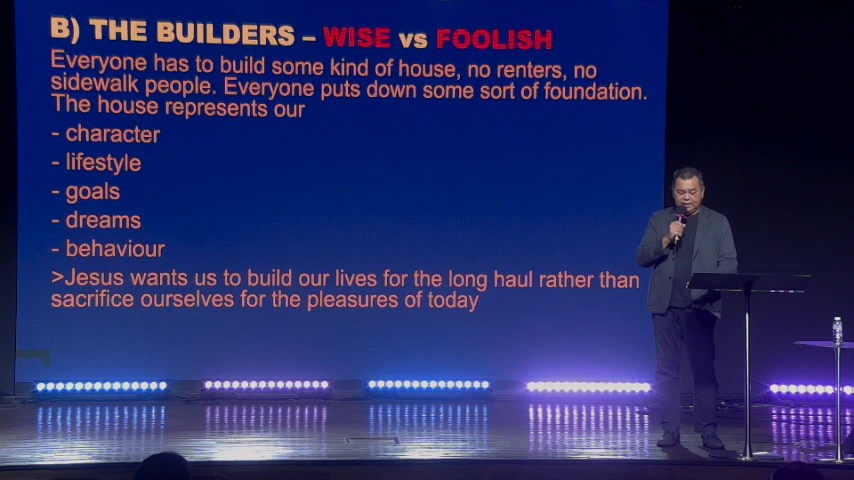 B) THE BUILDERS – WISE vs FOOLISH
Everyone has to build some kind of house, no renters, no
sidewalk people. Everyone puts down some sort of foundation.
The house represents our
- character
- lifestyle
- goals
- dreams
- behaviour
>Jesus wants us to build our lives for the long haul rather than
sacrifice ourselves for the pleasures of today